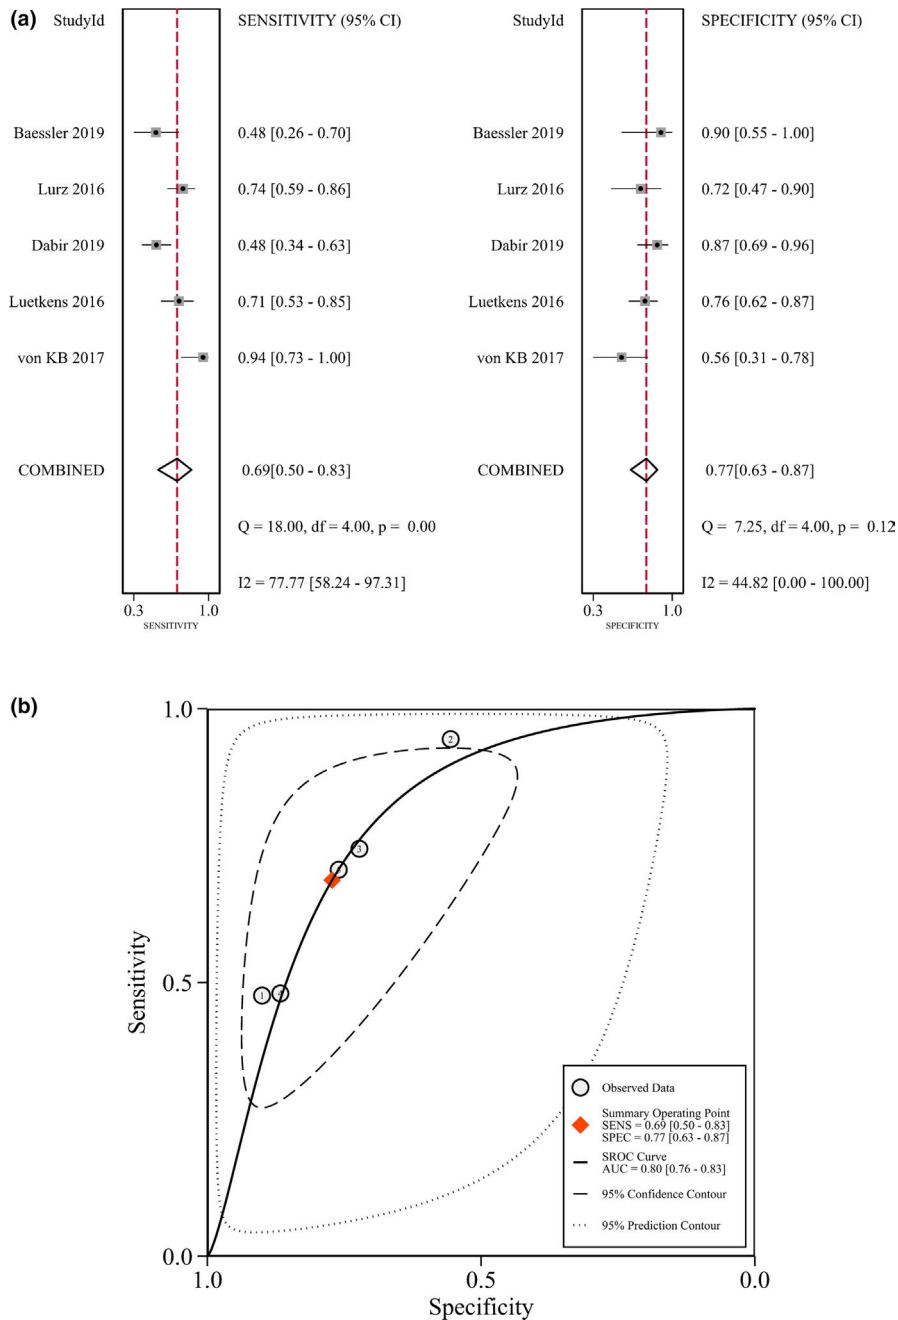 (a)
StudyId SENSITIVITY (95% CI) StudyId SPECIFICITY (95% CI)
Baessler 2019 0.48 [0.26 - 0.70] Baessler 2019 0.90 [0.55 - 1.00]
Lurz 2016 0.74 [0.59 - 0.86] Lurz 2016 0.72 [0.47 - 0.90]
Dabir 2019 0.48 [0.34 - 0.63] Dabir 2019 0.87 [0.69 - 0.96]
Luetkens 2016 0.71 [0.53 - 0.85] Luetkens 2016 0.76 [0.62 - 0.87]
von KB 2017 0.94 [0.73 - 1.00] von KB 2017 0.56 [0.31 - 0.78]
COMBINED 0.69[0.50 - 0.83] COMBINED 0.77[0.63 - 0.87]
Q = 18.00, df = 4.00, p = 0.00 Q = 7.25, df = 4.00, p = 0.12
I2 = 77.77 [58.24 - 97.31] I2 = 44.82 [0.00 - 100.00]
0.3 1.0 0.3 1.0
SENSITIVITY SPECIFICITY
(b)
1.0
2
3
0.5
1
Sensitivity
Observed Data
Summary Operating Point
SENS = 0.69 [0.50 - 0.83]
SPEC = 0.77 [0.63 - 0.87]
SROC Curve
AUC = 0.80 [0.76 - 0.83]
95% Confidence Contour
95% Prediction Contour
0.0
1.0 0.5 0.0
Specificity